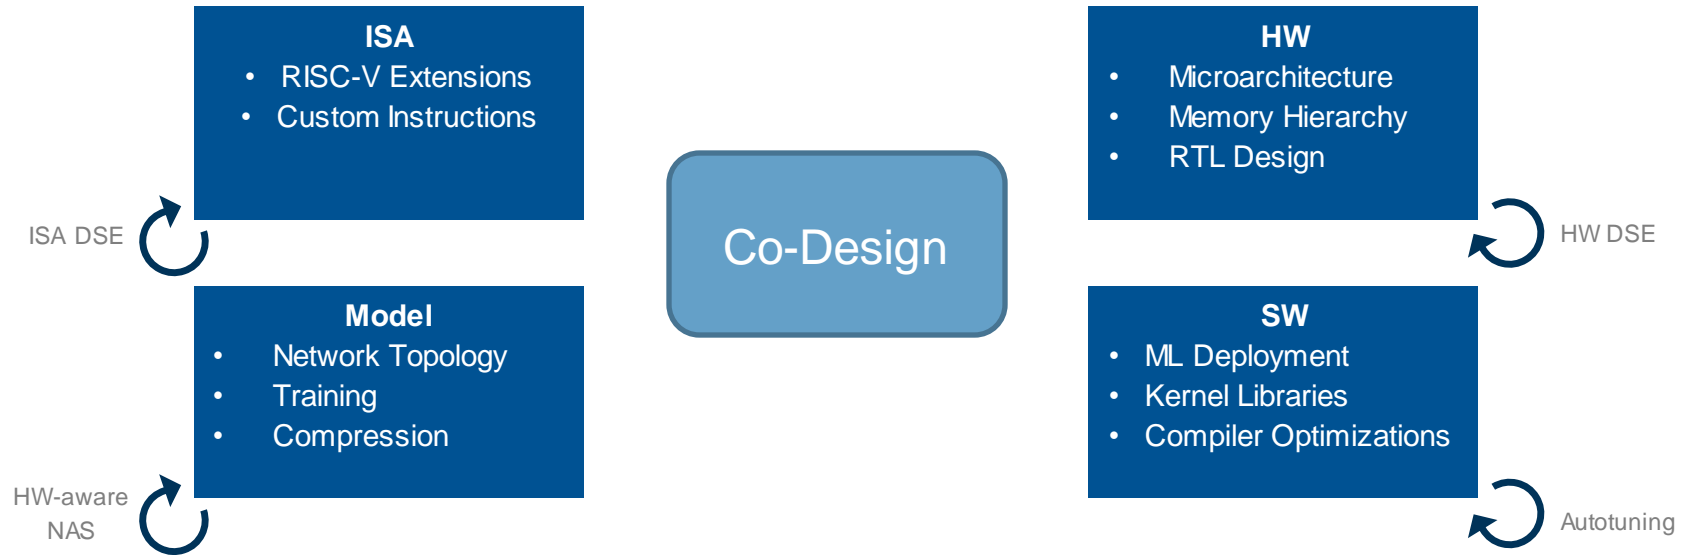 ISA
• RISC-V Extensions
• Custom Instructions
ISA DSE
Model
• Network Topology
• Training
• Compression
HW-aware
NAS
Co-Design
HW
• Microarchitecture
• Memory Hierarchy
• RTL Design
HW DSE
SW
• ML Deployment
• Kernel Libraries
• Compiler Optimizations
Autotuning